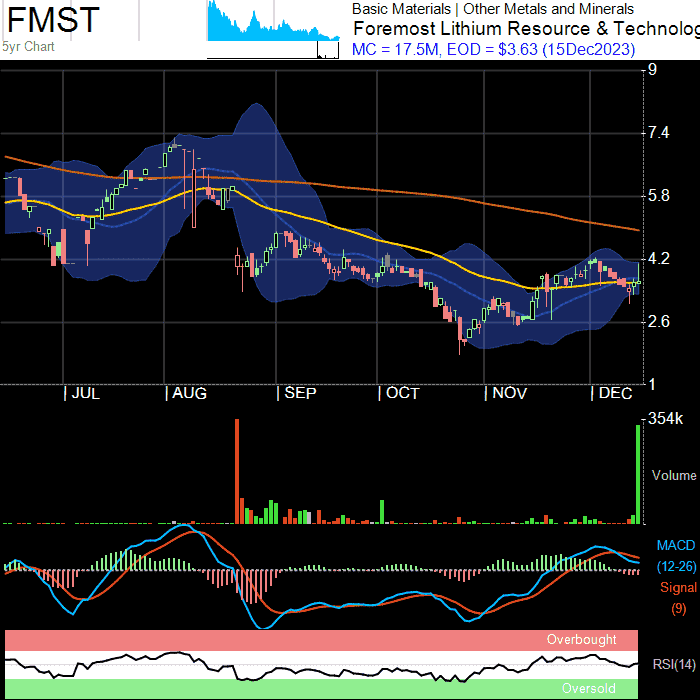 FMST
5yr Chart
Basic Materials | Other Metals and Minerals
Foremost Lithium Resource & Technolog
MC = 17.5M, EOD = $3.63 (15Dec2023)
9
7.4
5.8
4.2
2.6
1
| JUL | AUG | SEP | OCT | NOV | DEC
354k
Volume
MACD
(12-26)
Signal
(9)
Overbought
RSI(14)
Oversold